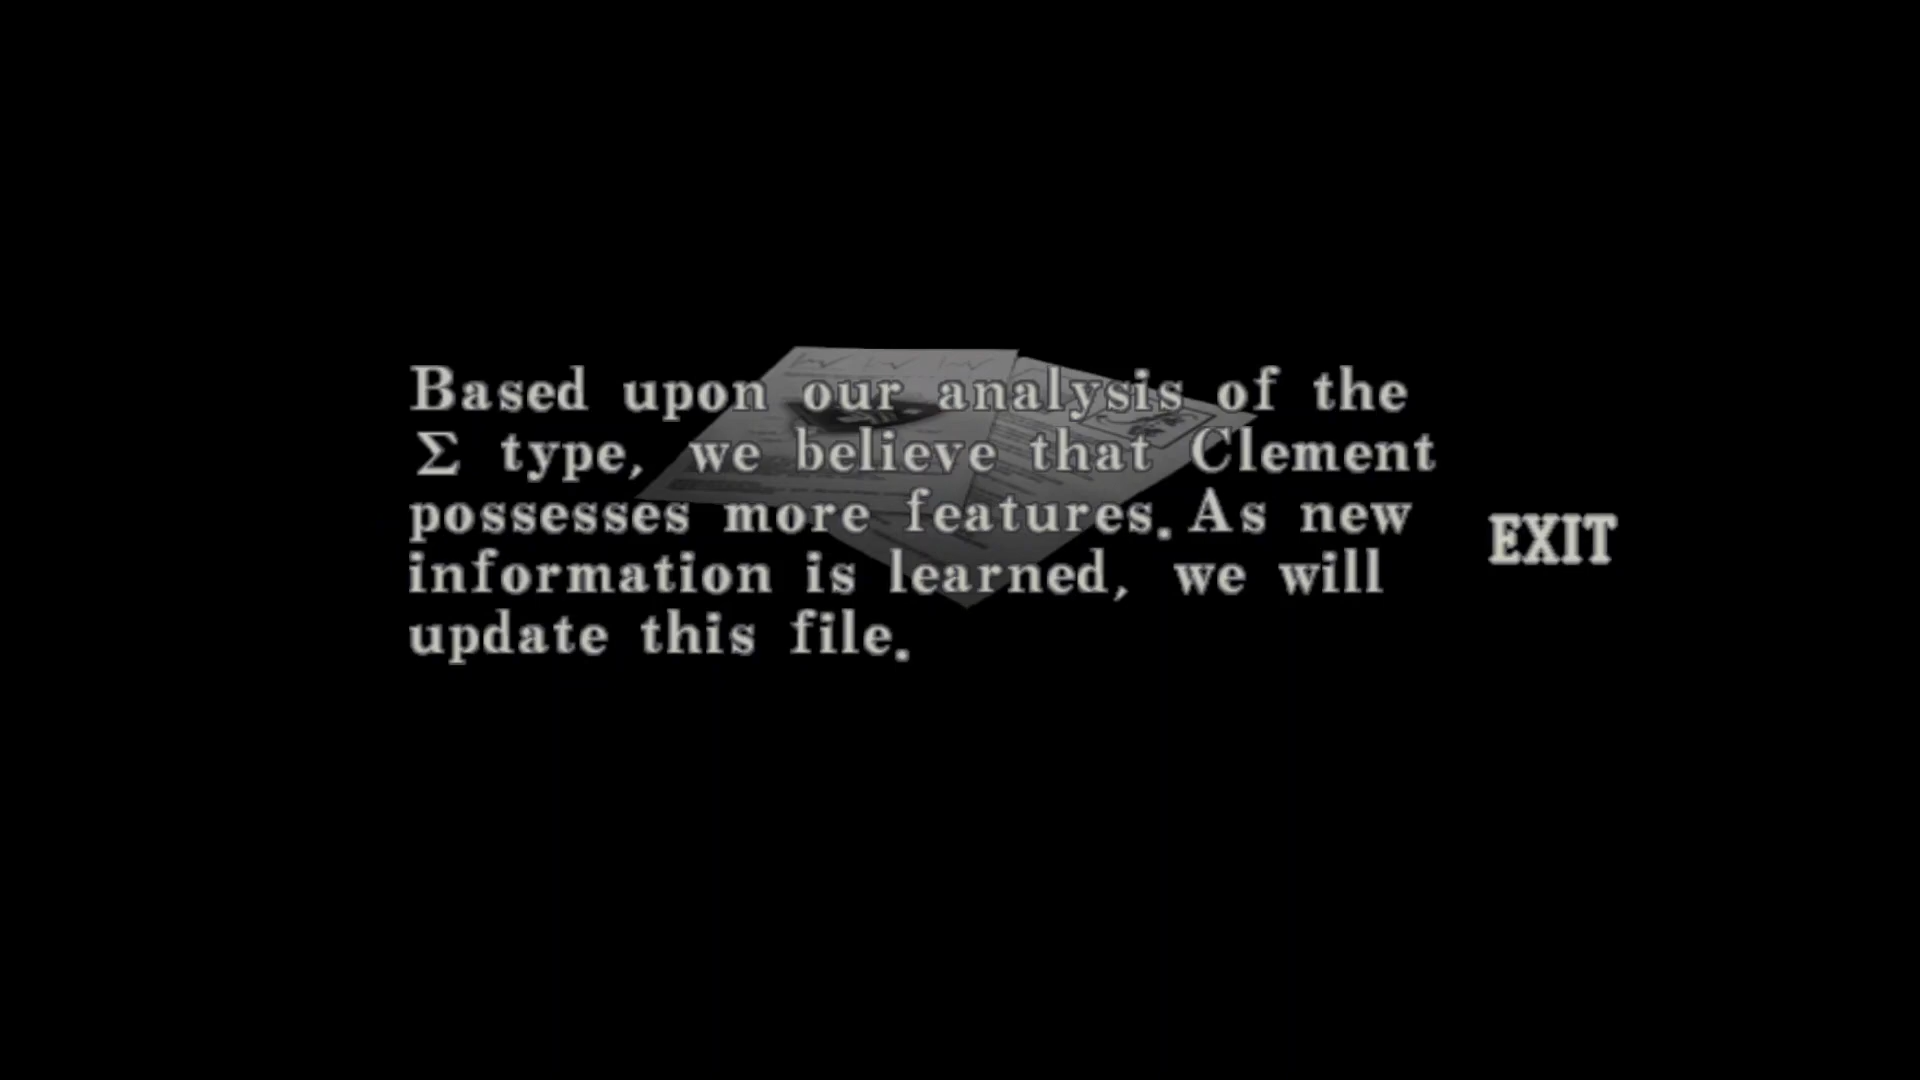 Based upon our analysis of the
Σ type, we believe that Clement
possesses more features. As new
information is learned, we will
update this file.
EXIT